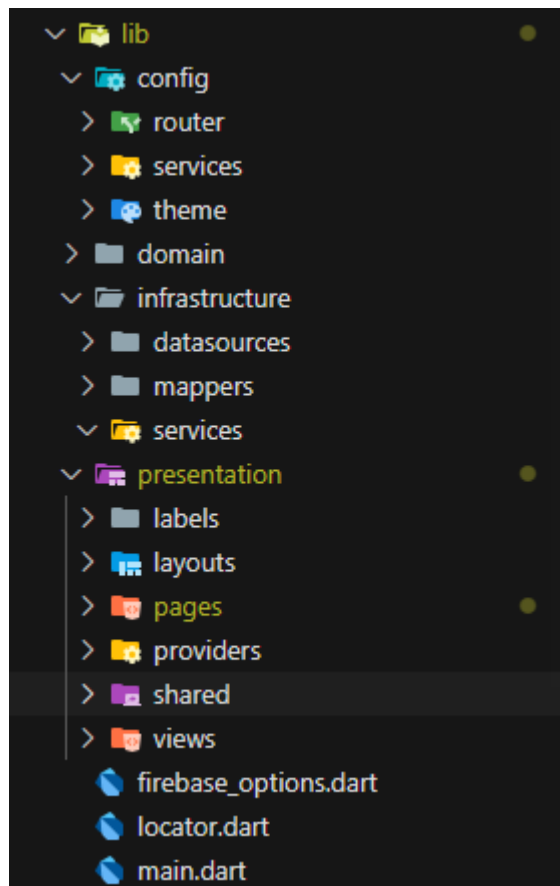 lib
config
router
services
theme
domain
infrastructure
datasources
mappers
services
presentation
labels
layouts
pages
providers
shared
views
firebase_options.dart
locator.dart
main.dart